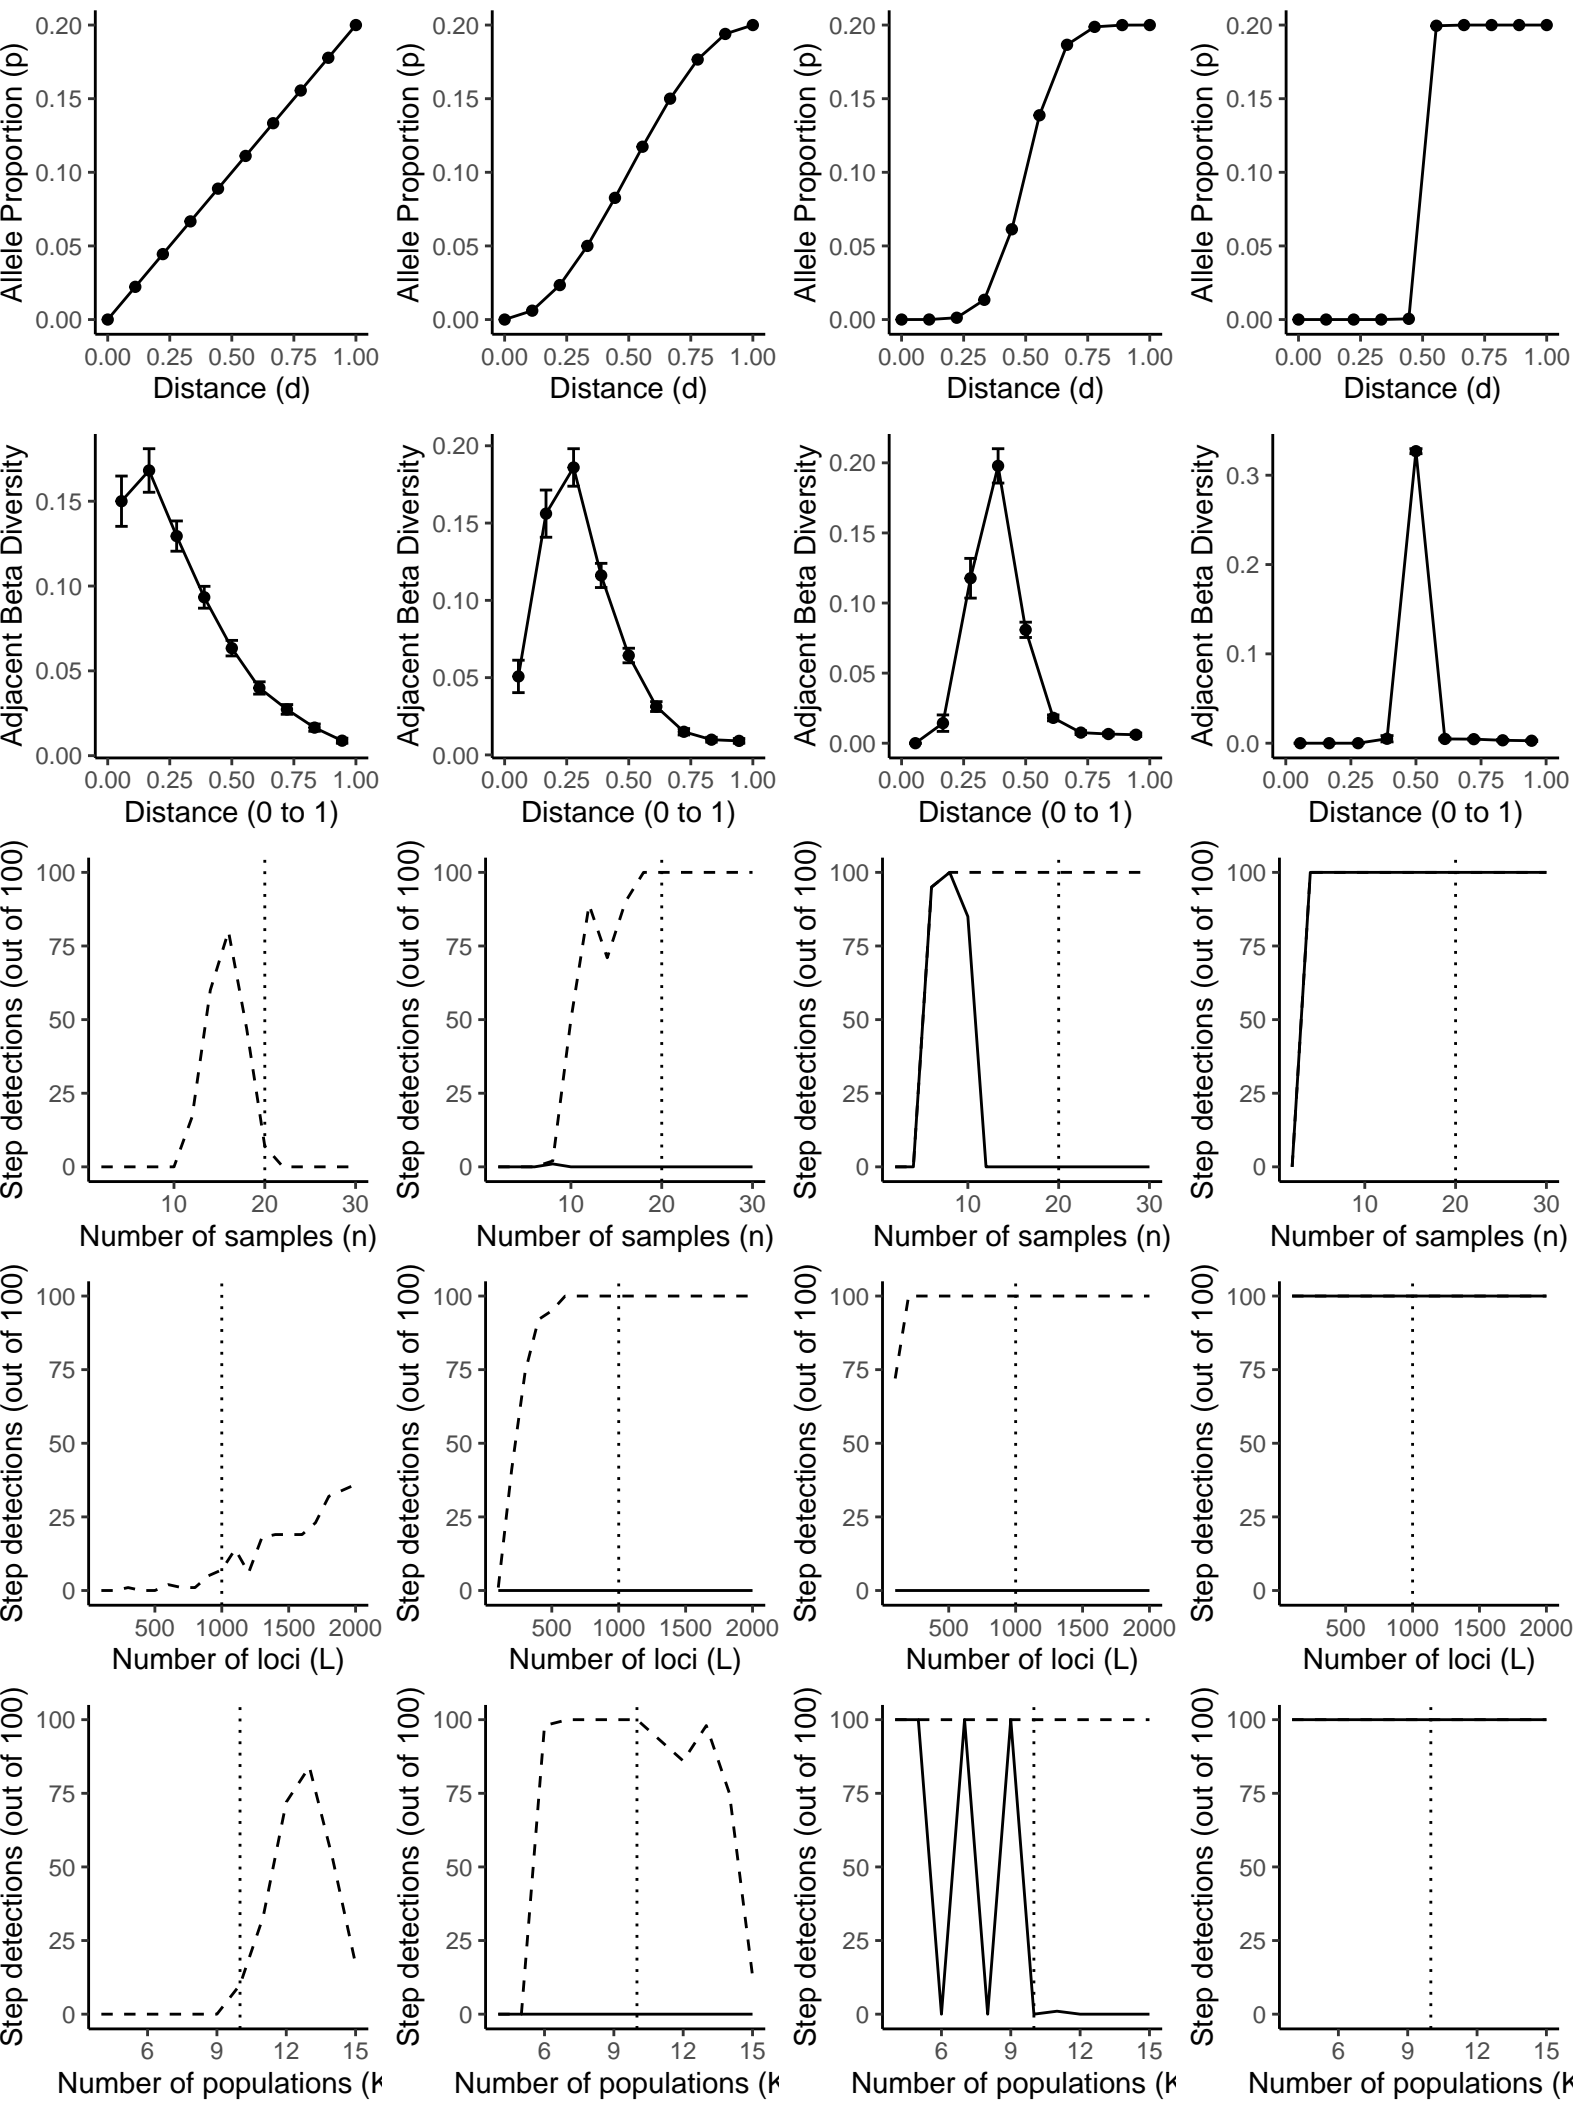 Allele Proportion (p)
0.20
0.15
0.10
0.05
0.00
0.00 0.25 0.50 0.75 1.00
Distance (d)
Allele Proportion (p)
0.20
0.15
0.10
0.05
0.00
0.00 0.25 0.50 0.75 1.00
Distance (d)
Allele Proportion (p)
0.20
0.15
0.10
0.05
0.00
0.00 0.25 0.50 0.75 1.00
Distance (d)
Allele Proportion (p)
0.20
0.15
0.10
0.05
0.00
0.00 0.25 0.50 0.75 1.00
Distance (d)
Adjacent Beta Diversity
0.15
0.10
0.05
0.00
0.00 0.25 0.50 0.75 1.00
Distance (0 to 1)
Adjacent Beta Diversity
0.20
0.15
0.10
0.05
0.00
0.00 0.25 0.50 0.75 1.00
Distance (0 to 1)
Adjacent Beta Diversity
0.20
0.15
0.10
0.05
0.00
0.00 0.25 0.50 0.75 1.00
Distance (0 to 1)
Adjacent Beta Diversity
0.3
0.2
0.1
0.0
0.00 0.25 0.50 0.75 1.00
Distance (0 to 1)
Step detections (out of 100)
100
75
50
25
0
10 20 30
Number of samples (n)
Step detections (out of 100)
100
75
50
25
0
10 20 30
Number of samples (n)
Step detections (out of 100)
100
75
50
25
0
10 20 30
Number of samples (n)
Step detections (out of 100)
100
75
50
25
0
10 20 30
Number of samples (n)
Step detections (out of 100)
100
75
50
25
0
500 1000 1500 2000
Number of loci (L)
Step detections (out of 100)
100
75
50
25
0
500 1000 1500 2000
Number of loci (L)
Step detections (out of 100)
100
75
50
25
0
500 1000 1500 2000
Number of loci (L)
Step detections (out of 100)
100
75
50
25
0
500 1000 1500 2000
Number of loci (L)
Step detections (out of 100)
100
75
50
25
0
6 9 12 15
Number of populations (K
Step detections (out of 100)
100
75
50
25
0
6 9 12 15
Number of populations (K
Step detections (out of 100)
100
75
50
25
0
6 9 12 15
Number of populations (K
Step detections (out of 100)
100
75
50
25
0
6 9 12 15
Number of populations (K